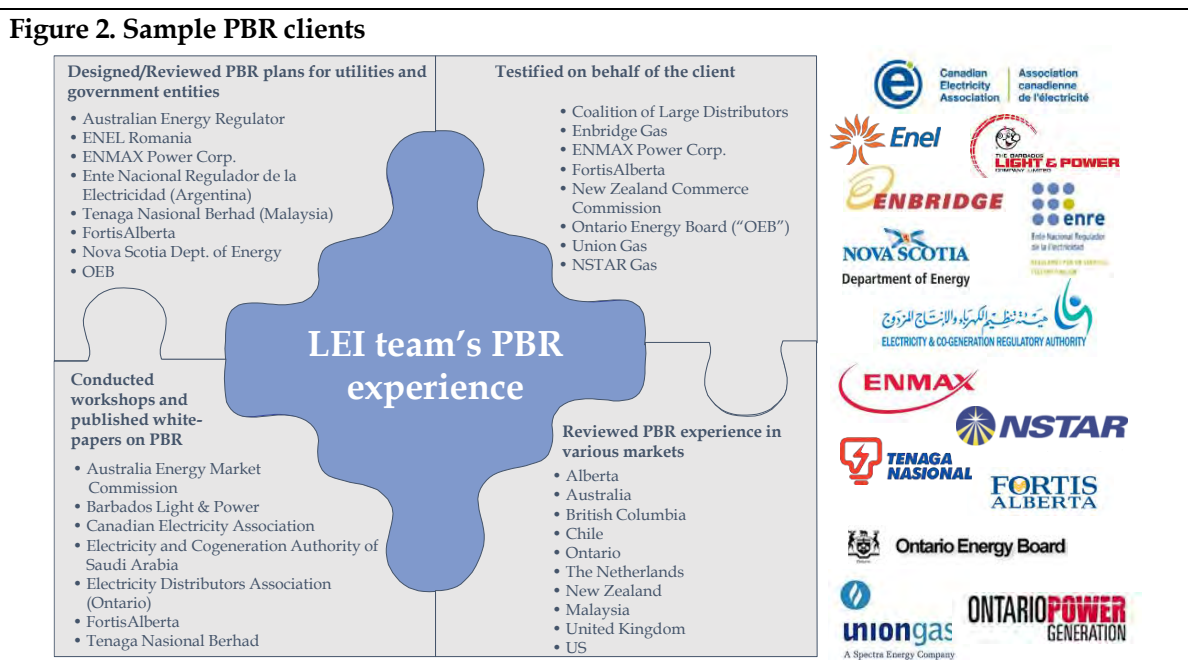 Figure 2. Sample PBR clients
Designed/Reviewed PBR plans for utilities and
government entities
• Australian Energy Regulator
• ENEL Romania
• ENMAX Power Corp.
• Ente Nacional Regulador de la
Electricidad (Argentina)
• Tenaga Nasional Berhad (Malaysia)
• FortisAlberta
• Nova Scotia Dept. of Energy
• OEB
Testified on behalf of the client
• Coalition of Large Distributors
• Enbridge Gas
• ENMAX Power Corp.
• FortisAlberta
• New Zealand Commerce
Commission
• Ontario Energy Board (“OEB”)
• Union Gas
• NSTAR Gas
LEI team’s PBR
experience
Conducted
workshops and
published white-
papers on PBR
• Australia Energy Market
Commission
• Barbados Light & Power
• Canadian Electricity Association
• Electricity and Cogeneration Authority of
Saudi Arabia
• Electricity Distributors Association
(Ontario)
• FortisAlberta
• Tenaga Nasional Berhad
Reviewed PBR experience in
various markets
• Alberta
• Australia
• British Columbia
• Chile
• Ontario
• The Netherlands
• New Zealand
• Malaysia
• United Kingdom
• US
Canadian
Electricity
Association
Association
canadienne
de l'électricité
Enel
THE BARBADOS
LIGHT & POWER
COMPANY LIMITED
ENBRIDGE
enre
Ente Nacional Regulador
de la Electricidad
NOVA SCOTIA
Department of Energy
هيئة تنظيم الكهرباء والإنتاج المزدوج
ELECTRICITY & CO-GENERATION REGULATORY AUTHORITY
ENMAX
NSTAR
TENAGA
NASIONAL
FORTIS
ALBERTA
Ontario Energy Board
uniongas
A Spectra Energy Company
ONTARIOPOWER
GENERATION